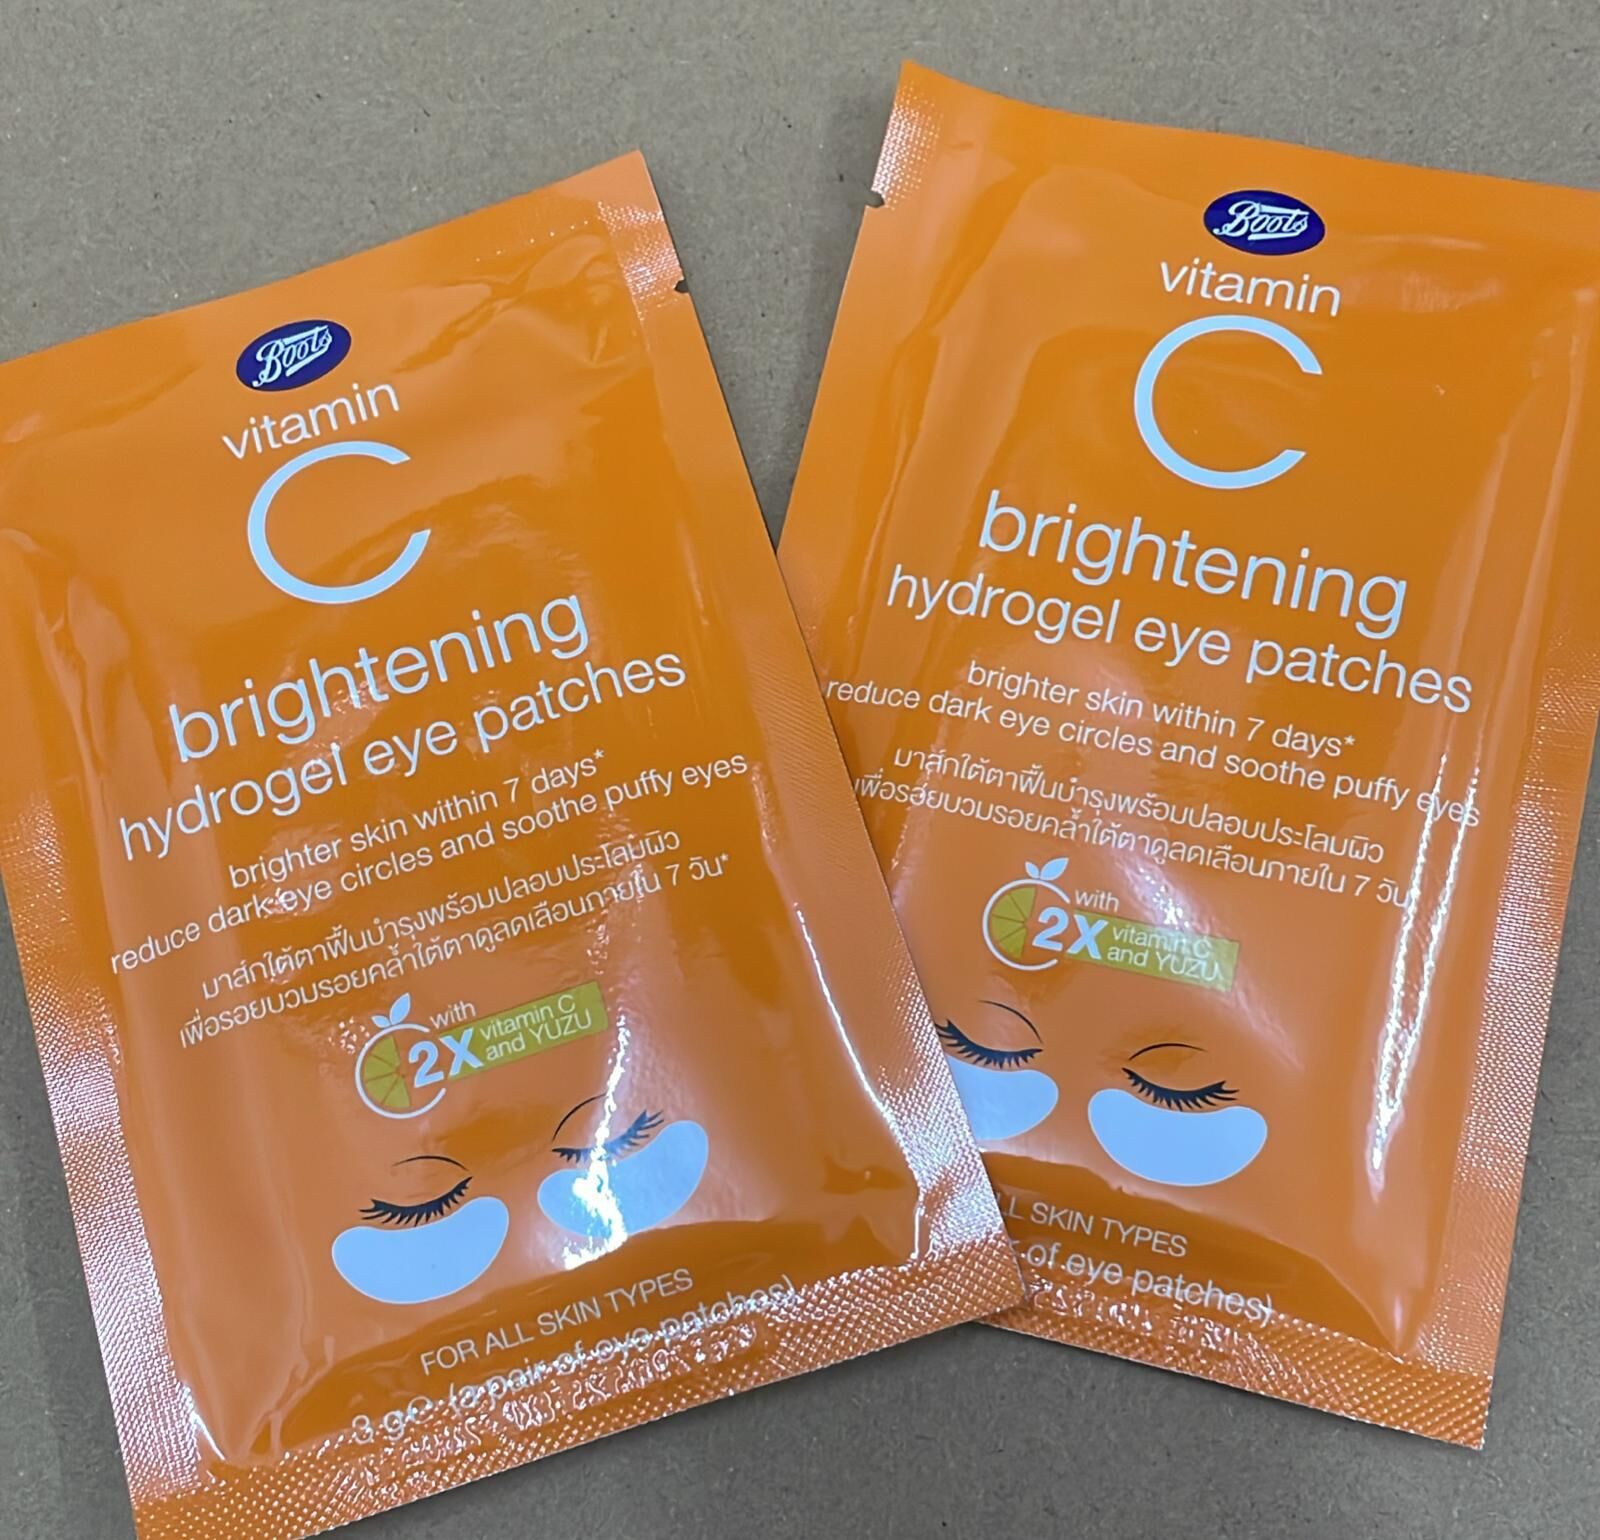 Boots
vitamin
C
brightening
hydrogel eye patches
brighter skin within 7 days*
reduce dark eye circles and soothe puffy eyes
มาส์กใต้ตาฟื้นบำรุงพร้อมปลอบประโลมผิว
เพื่อรอยบวมรอยคล้ำใต้ตาดูลดเลือนภายใน 7 วัน*
with
2X vitamin C
and YUZU
FOR ALL SKIN TYPES
3 g℮ (a pair of eye patches)
Boots
vitamin
C
brightening
hydrogel eye patches
brighter skin within 7 days*
reduce dark eye circles and soothe puffy eyes
มาส์กใต้ตาฟื้นบำรุงพร้อมปลอบประโลมผิว
เพื่อรอยบวมรอยคล้ำใต้ตาดูลดเลือนภายใน 7 วัน*
with
2X vitamin C
and YUZU
LL SKIN TYPES
of eye patches)